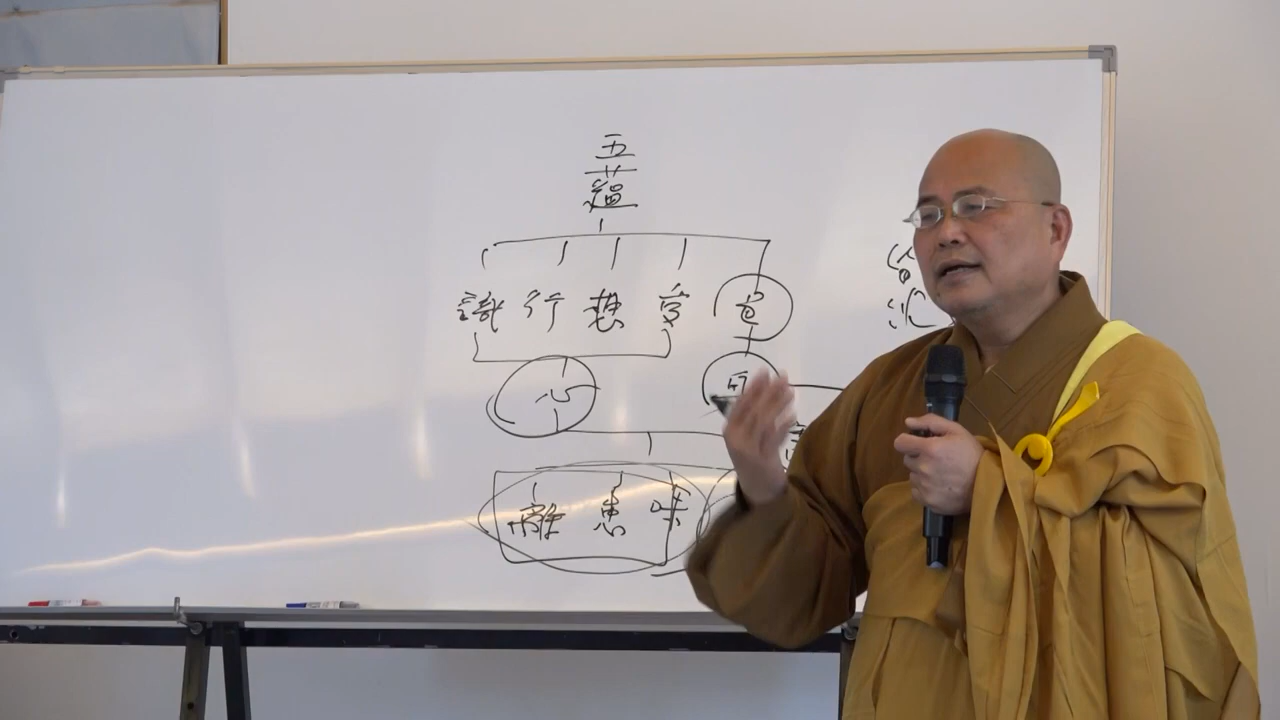 五
蘊
識 行 想 受 色
心
離 患 味